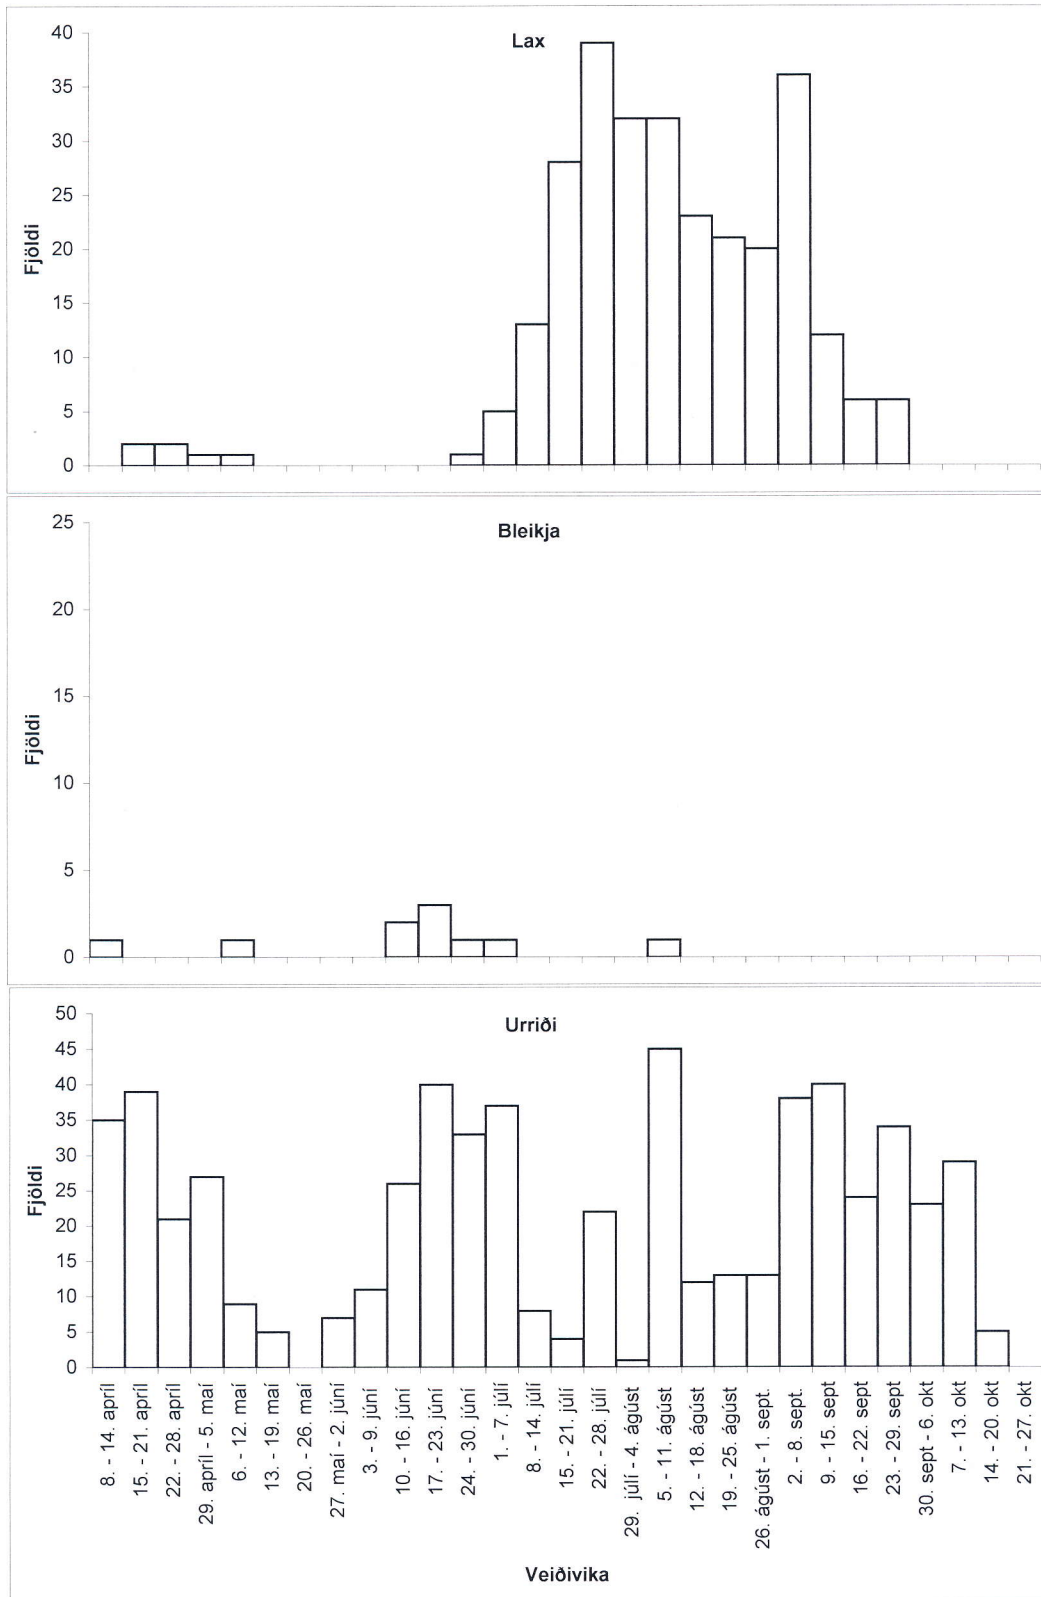 Lax
Fjöldi
40
35
30
25
20
15
10
5
0
Bleikja
Fjöldi
25
20
15
10
5
0
Urriði
Fjöldi
50
45
40
35
30
25
20
15
10
5
0
8. - 14. apríl
15. - 21. apríl
22. - 28. apríl
29. apríl - 5. maí
6. - 12. maí
13. - 19. maí
20. - 26. maí
27. maí - 2. júní
3. - 9. júní
10. - 16. júní
17. - 23. júní
24. - 30. júní
1. - 7. júlí
8. - 14. júlí
15. - 21. júlí
22. - 28. júlí
29. júlí - 4. ágúst
5. - 11. ágúst
12. - 18. ágúst
19. - 25. ágúst
26. ágúst - 1. sept.
2. - 8. sept.
9. - 15. sept
16. - 22. sept
23. - 29. sept
30. sept - 6. okt
7. - 13. okt
14. - 20. okt
21. - 27. okt
Veiðivika